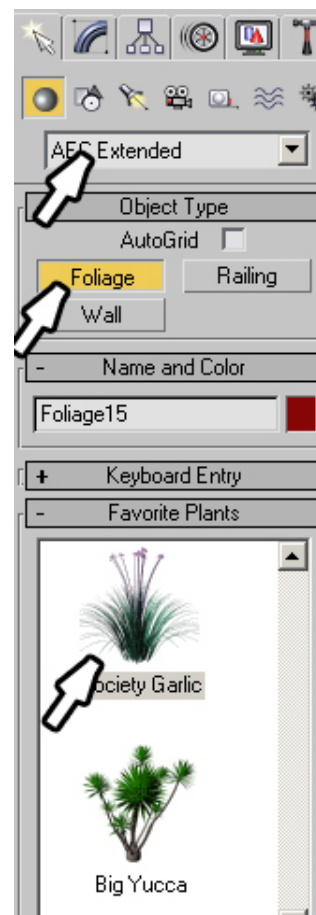 AEC Extended
Object Type
AutoGrid
Foliage Railing
Wall
- Name and Color
Foliage15
+ Keyboard Entry
- Favorite Plants
Society Garlic
Big Yucca